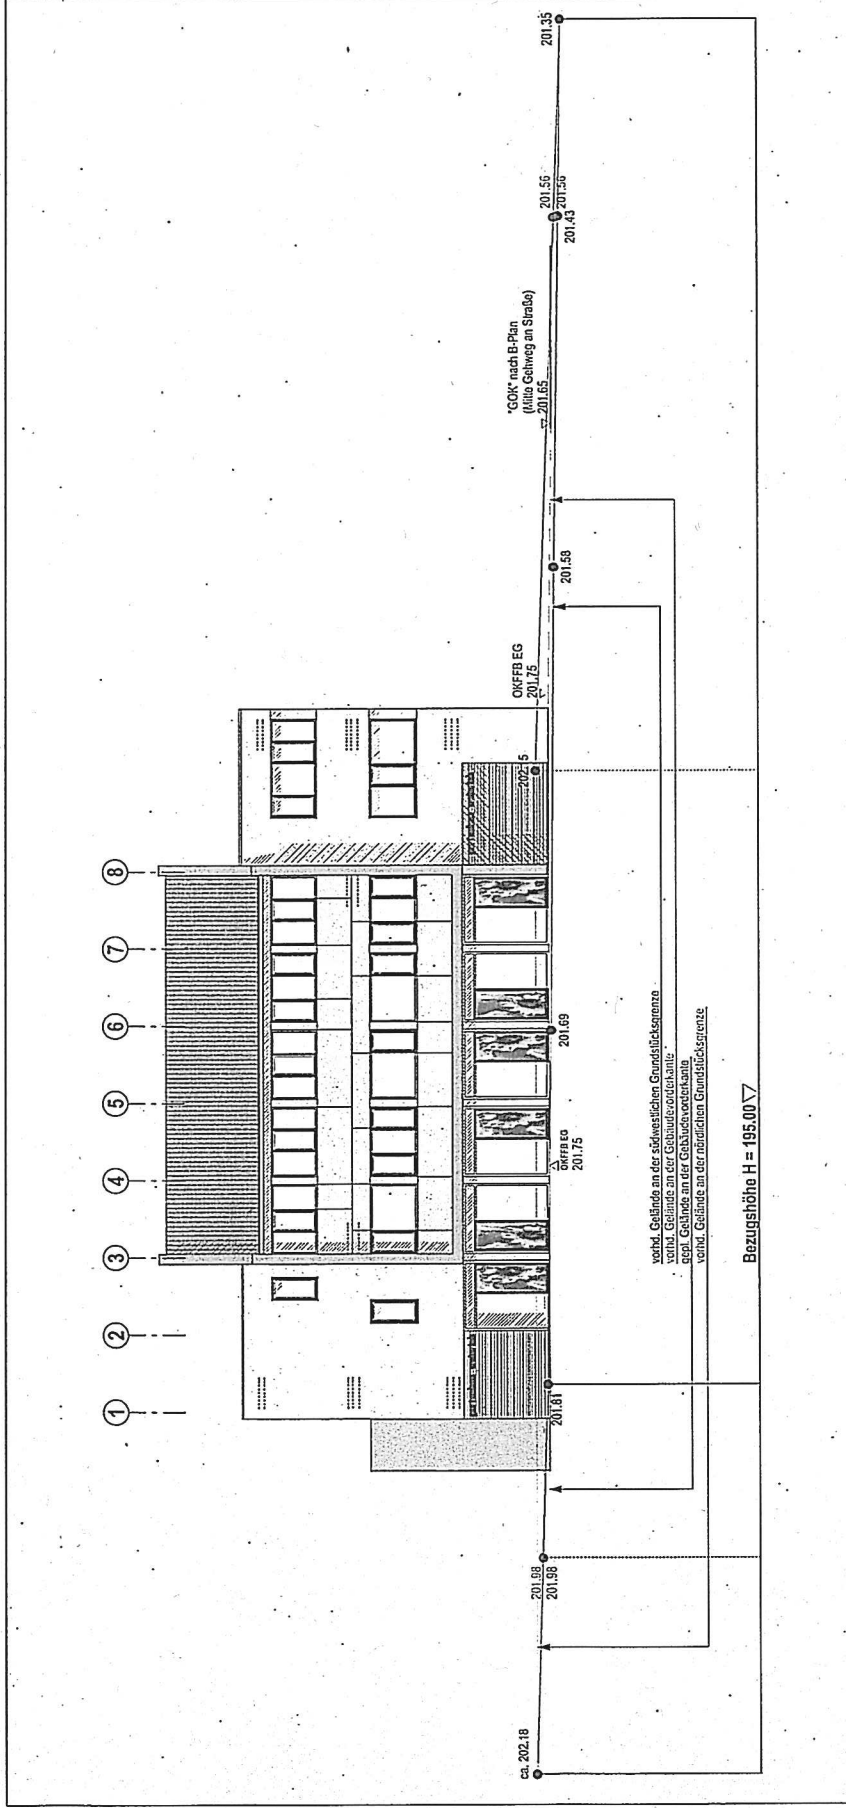 1
2
3
4
5
6
7
8
ca. 202.18
201.98
201.98
201.81
OKFFB EG
201.75
201.69
OKFFB EG
201.75
201.58
"GOK" nach B-Plan
(Mitte Gehweg an Straße)
201.65
201.56
201.56
201.43
201.35
vorhd. Gelände an der südwestlichen Grundstücksgrenze
vorhd. Gelände an der Gebäudevorderkante
gepl. Gelände an der Gebäudevorderkante
vorhd. Gelände an der nördlichen Grundstücksgrenze
Bezugshöhe H = 195.00